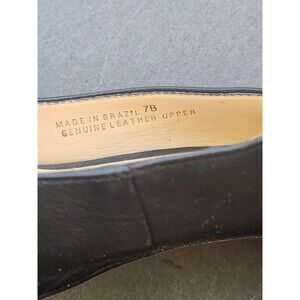 MADE IN BRAZIL 7B
GENUINE LEATHER UPPER